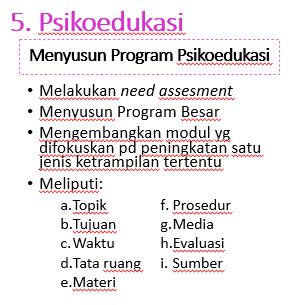 5. Psikoedukasi
Menyusun Program Psikoedukasi
• Melakukan need assesment
• Menyusun Program Besar
• Mengembangkan modul yg
difokuskan pd peningkatan satu
jenis ketrampilan tertentu
• Meliputi:
a.Topik
b.Tujuan
c.Waktu
d.Tata ruang
e.Materi
f. Prosedur
g.Media
h.Evaluasi
i. Sumber